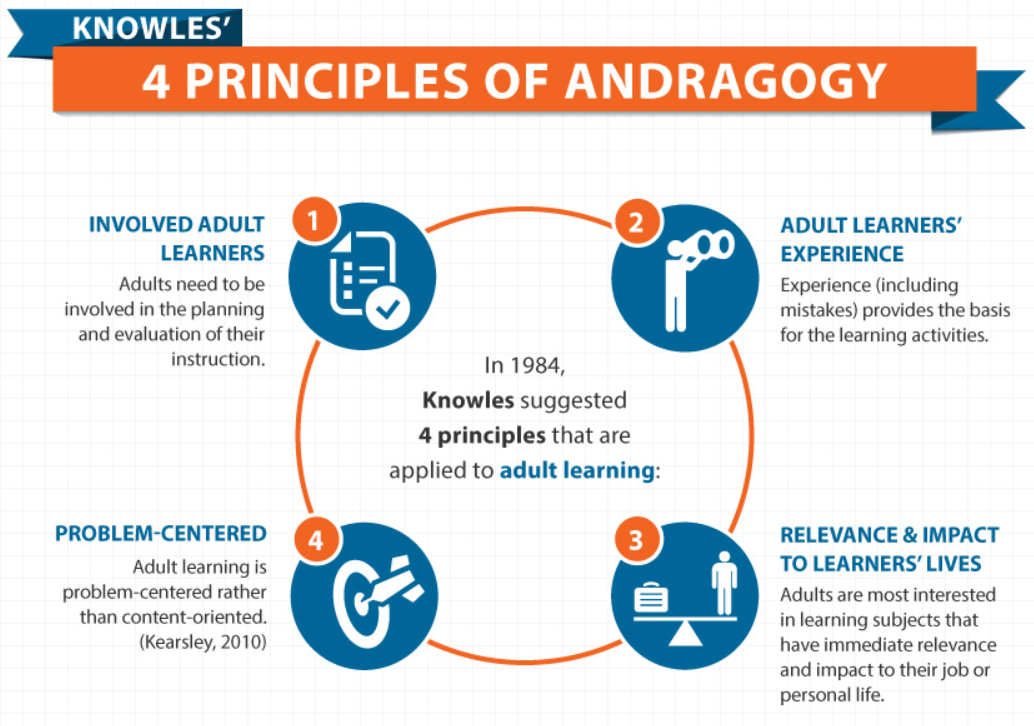 KNOWLES'
4 PRINCIPLES OF ANDRAGOGY
1
INVOLVED ADULT
LEARNERS
Adults need to be
involved in the planning
and evaluation of their
instruction.
2
ADULT LEARNERS'
EXPERIENCE
Experience (including
mistakes) provides the basis
for the learning activities.
In 1984,
Knowles suggested
4 principles that are
applied to adult learning:
3
RELEVANCE & IMPACT
TO LEARNERS' LIVES
Adults are most interested
in learning subjects that
have immediate relevance
and impact to their job or
personal life.
4
PROBLEM-CENTERED
Adult learning is
problem-centered rather
than content-oriented.
(Kearsley, 2010)